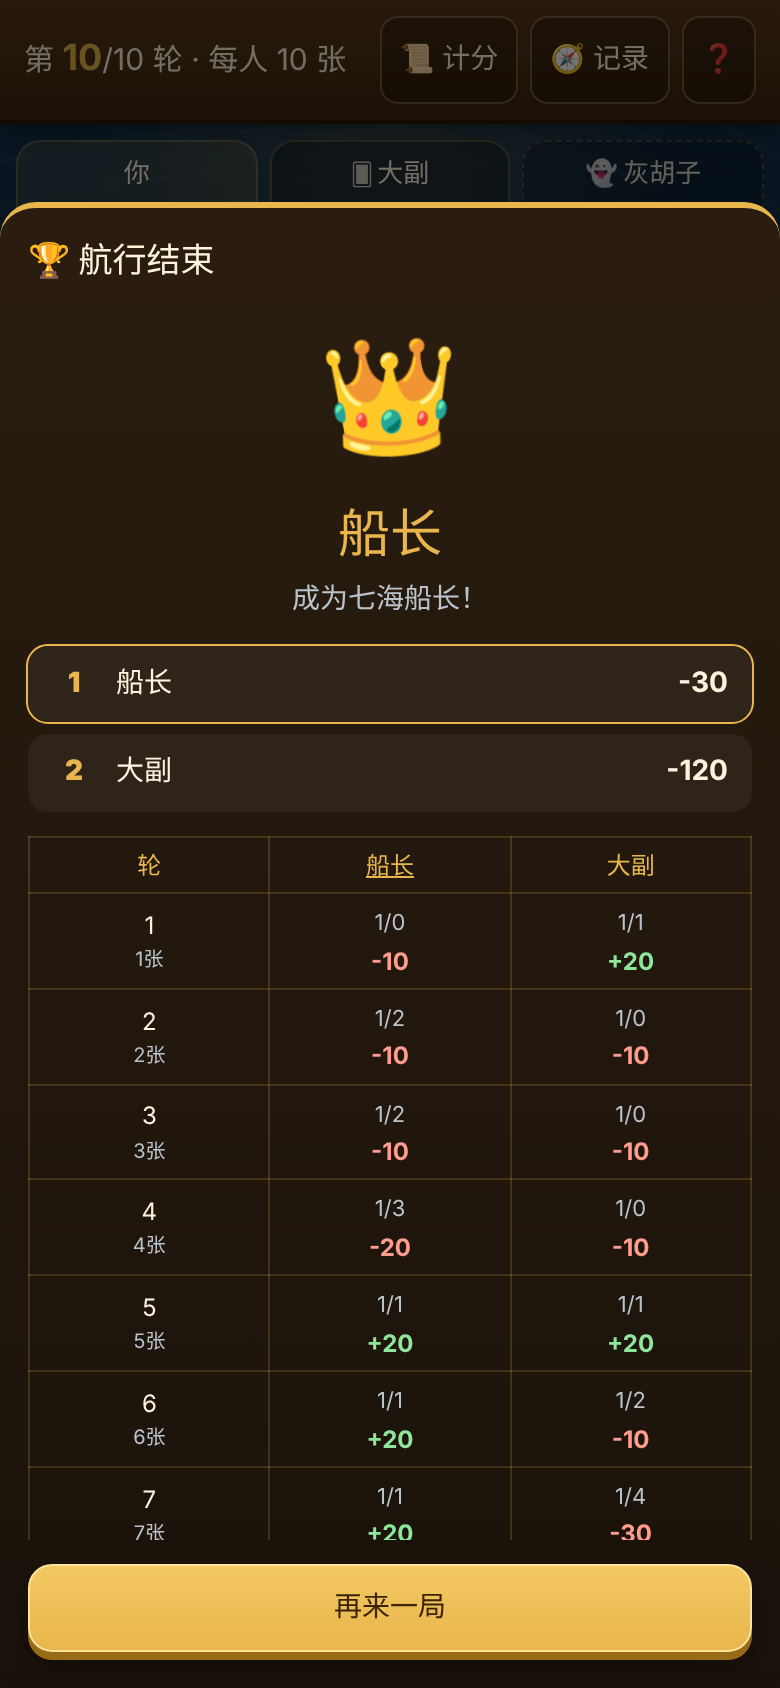 第 10/10 轮 · 每人 10 张
计分
记录
你
大副
灰胡子
航行结束
船长
成为七海船长！
1 船长 -30
2 大副 -120
轮 船长 大副
1 1/0 1/1
1张 -10 +20
2 1/2 1/0
2张 -10 -10
3 1/2 1/0
3张 -10 -10
4 1/3 1/0
4张 -20 -10
5 1/1 1/1
5张 +20 +20
6 1/1 1/2
6张 +20 -10
7 1/1 1/4
7张 +20 -30
再来一局